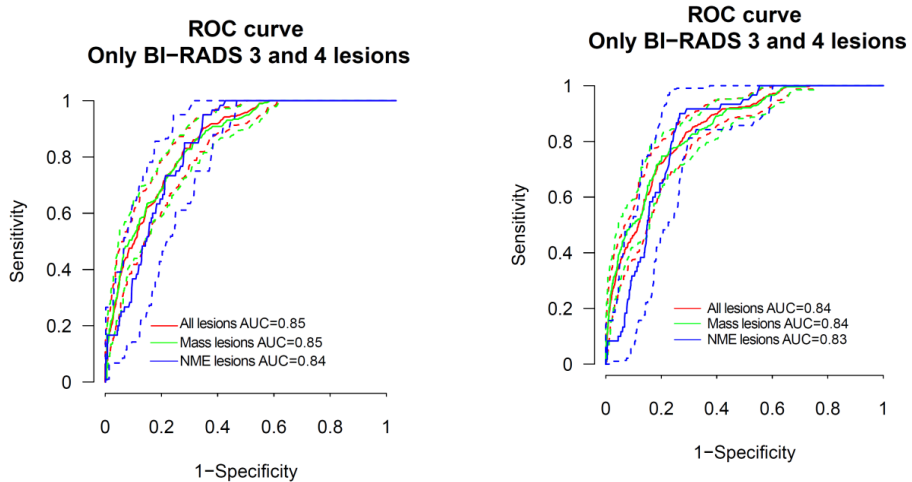 ROC curve
Only BI−RADS 3 and 4 lesions
Sensitivity
1
0.8
0.6
0.4
0.2
0
All lesions AUC=0.85
Mass lesions AUC=0.85
NME lesions AUC=0.84
0 0.2 0.4 0.6 0.8 1
1−Specificity
ROC curve
Only BI−RADS 3 and 4 lesions
Sensitivity
1
0.8
0.6
0.4
0.2
0
All lesions AUC=0.84
Mass lesions AUC=0.84
NME lesions AUC=0.83
0 0.2 0.4 0.6 0.8 1
1−Specificity